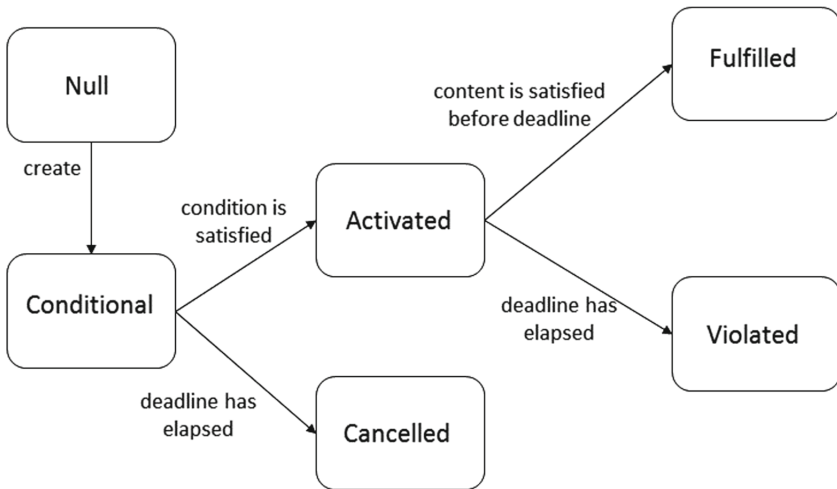 Null
create
Conditional
condition is
satisfied
deadline has
elapsed
Activated
Cancelled
content is satisfied
before deadline
deadline has
elapsed
Fulfilled
Violated